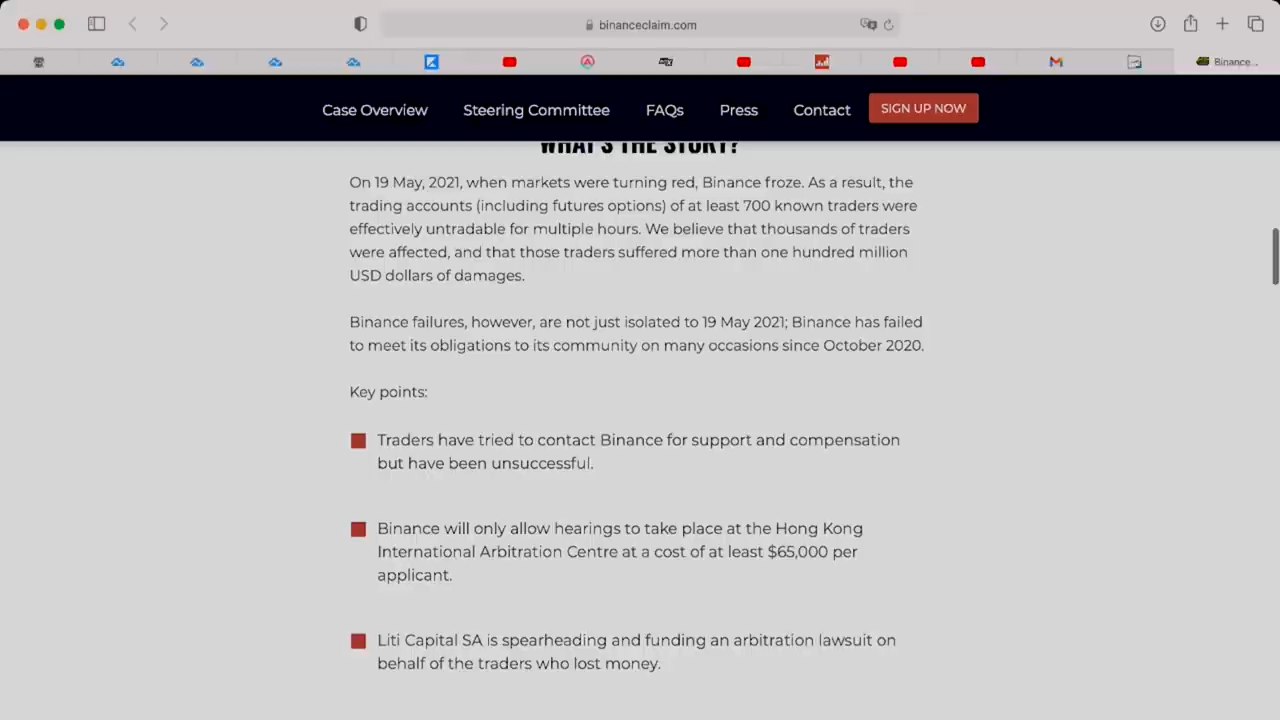 binanceclaim.com
Binance...
Case Overview
Steering Committee
FAQs
Press
Contact
SIGN UP NOW
WHAT'S THE STORY?
On 19 May, 2021, when markets were turning red, Binance froze. As a result, the
trading accounts (including futures options) of at least 700 known traders were
effectively untradable for multiple hours. We believe that thousands of traders
were affected, and that those traders suffered more than one hundred million
USD dollars of damages.
Binance failures, however, are not just isolated to 19 May 2021; Binance has failed
to meet its obligations to its community on many occasions since October 2020.
Key points:
Traders have tried to contact Binance for support and compensation
but have been unsuccessful.
Binance will only allow hearings to take place at the Hong Kong
International Arbitration Centre at a cost of at least $65,000 per
applicant.
Liti Capital SA is spearheading and funding an arbitration lawsuit on
behalf of the traders who lost money.